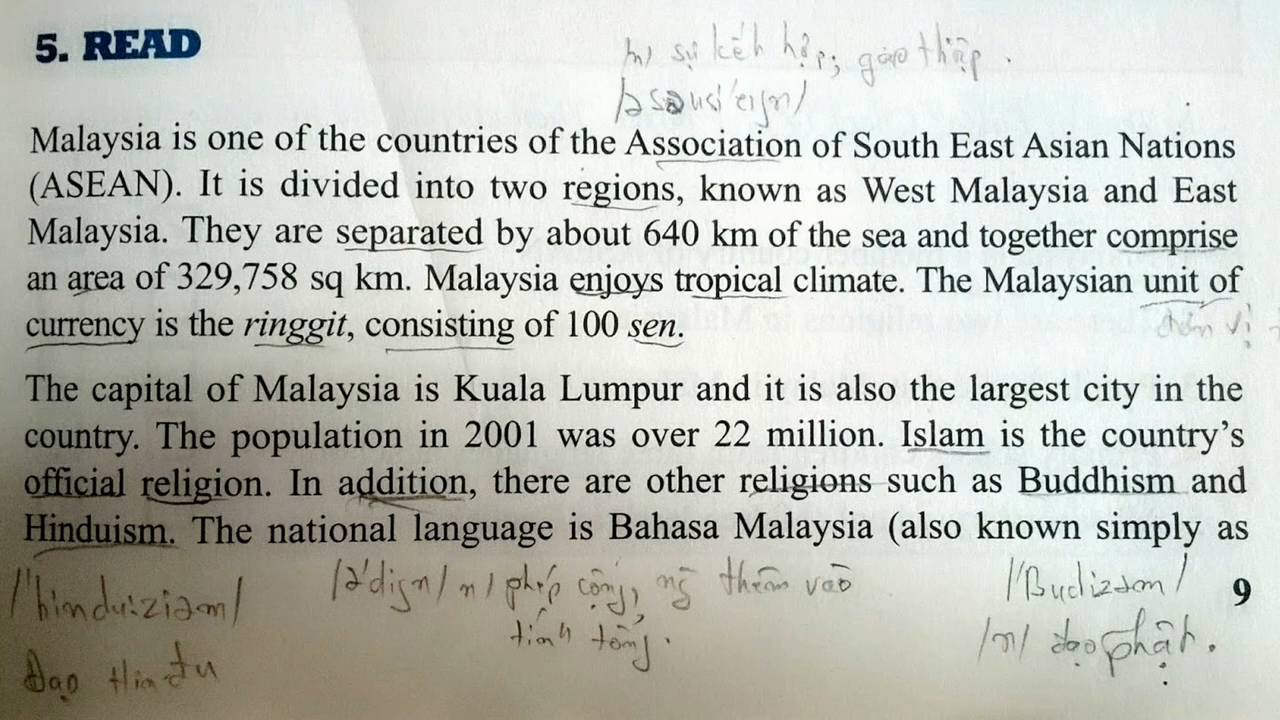 5. READ
n/ sự kết hợp; giao thiệp.
Malaysia is one of the countries of the Association of South East Asian Nations
(ASEAN). It is divided into two regions, known as West Malaysia and East
Malaysia. They are separated by about 640 km of the sea and together comprise
an area of 329,758 sq km. Malaysia enjoys tropical climate. The Malaysian unit of
currency is the ringgit, consisting of 100 sen.
đơn vị
The capital of Malaysia is Kuala Lumpur and it is also the largest city in the
country. The population in 2001 was over 22 million. Islam is the country's
official religion. In addition, there are other religions such as Buddhism and
Hinduism. The national language is Bahasa Malaysia (also known simply as
/ə'diʃn/ n/ phép cộng, ng thêm vào
tính tổng.
/'hindu:ziəm/
Đạo Hin đu
/'Budizəm/
/n/ đạo phật.
9